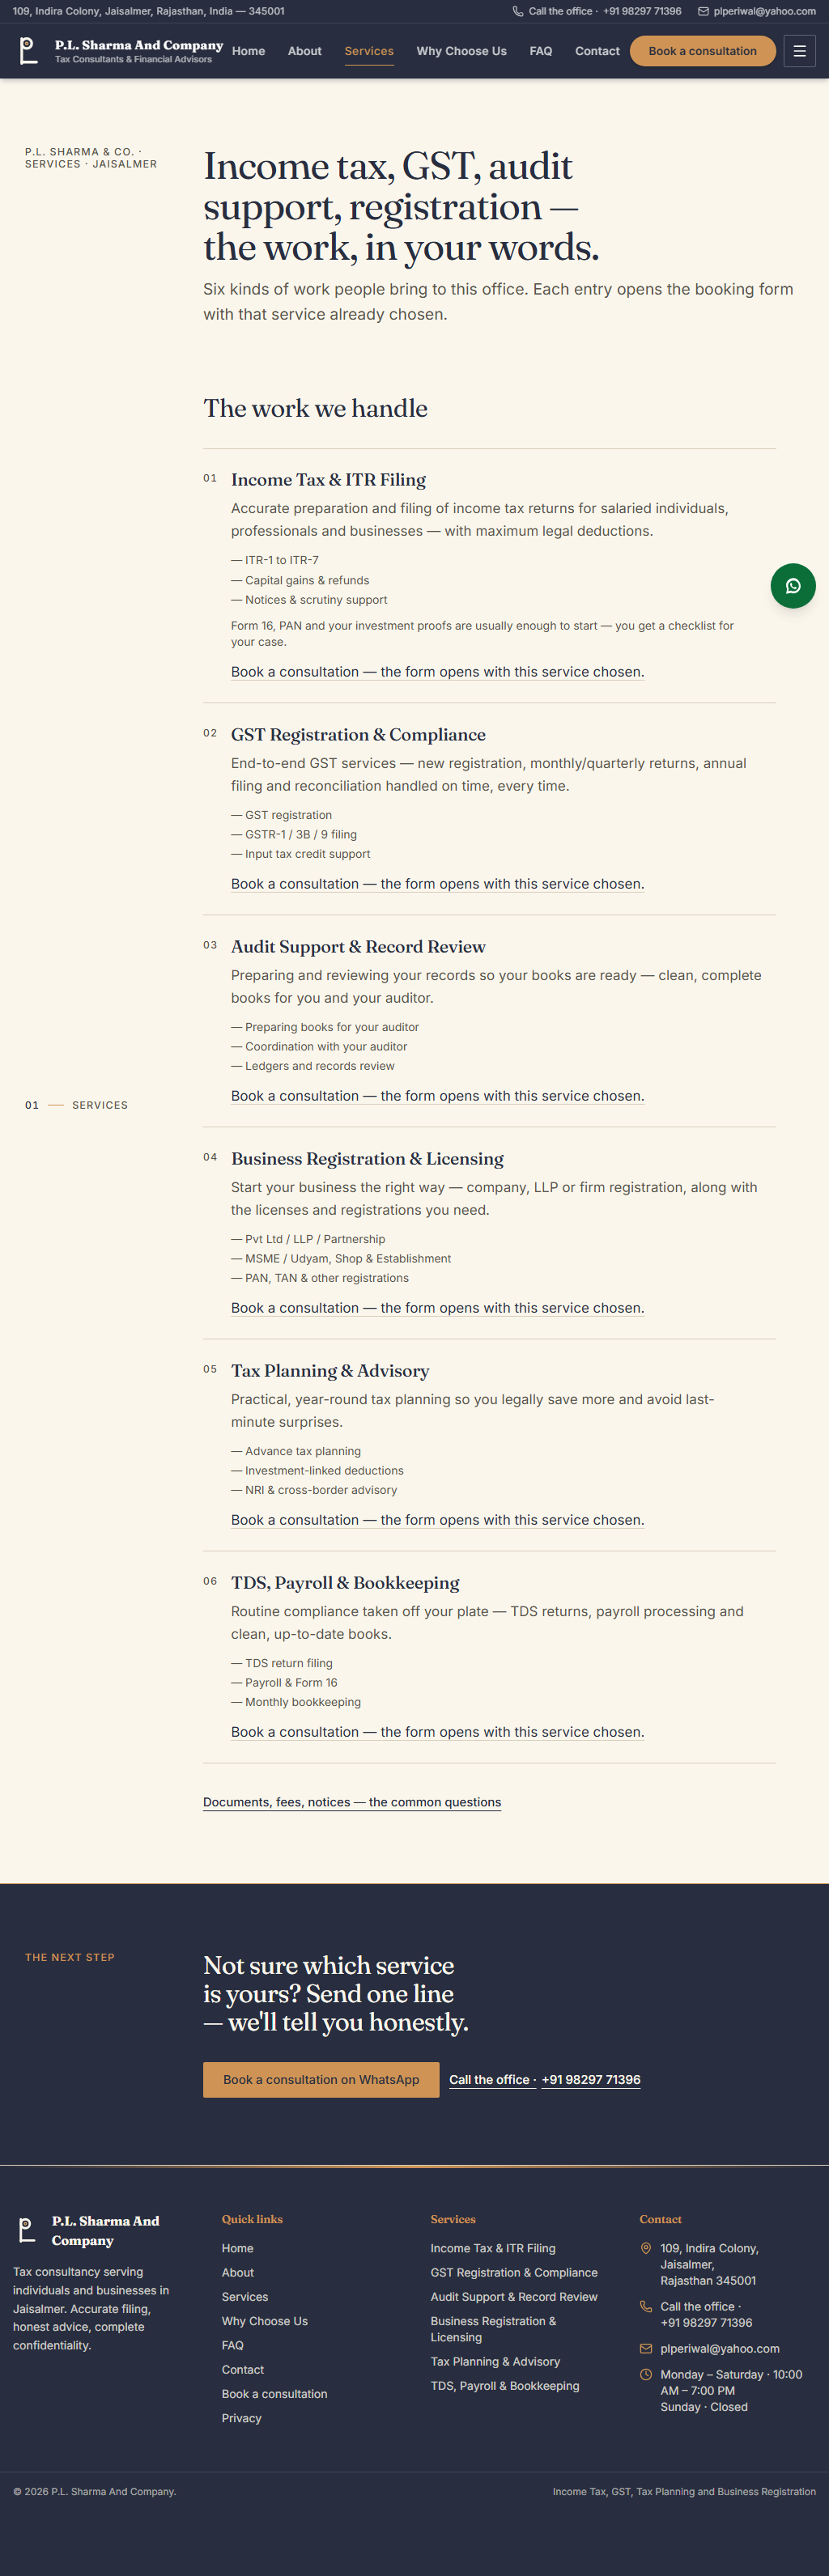 109, Indira Colony, Jaisalmer, Rajasthan, India — 345001
Call the office · +91 98297 71396
plperiwal@yahoo.com
P.L. Sharma And Company
Tax Consultants & Financial Advisors
Home
About
Services
Why Choose Us
FAQ
Contact
Book a consultation
P.L. SHARMA & CO. ·
SERVICES · JAISALMER
Income tax, GST, audit
support, registration —
the work, in your words.
Six kinds of work people bring to this office. Each entry opens the booking form
with that service already chosen.
The work we handle
01 Income Tax & ITR Filing
Accurate preparation and filing of income tax returns for salaried individuals,
professionals and businesses — with maximum legal deductions.
— ITR-1 to ITR-7
— Capital gains & refunds
— Notices & scrutiny support
Form 16, PAN and your investment proofs are usually enough to start — you get a checklist for
your case.
Book a consultation — the form opens with this service chosen.
02 GST Registration & Compliance
End-to-end GST services — new registration, monthly/quarterly returns, annual
filing and reconciliation handled on time, every time.
— GST registration
— GSTR-1 / 3B / 9 filing
— Input tax credit support
Book a consultation — the form opens with this service chosen.
03 Audit Support & Record Review
Preparing and reviewing your records so your books are ready — clean, complete
books for you and your auditor.
— Preparing books for your auditor
— Coordination with your auditor
— Ledgers and records review
Book a consultation — the form opens with this service chosen.
01 — SERVICES
04 Business Registration & Licensing
Start your business the right way — company, LLP or firm registration, along with
the licenses and registrations you need.
— Pvt Ltd / LLP / Partnership
— MSME / Udyam, Shop & Establishment
— PAN, TAN & other registrations
Book a consultation — the form opens with this service chosen.
05 Tax Planning & Advisory
Practical, year-round tax planning so you legally save more and avoid last-
minute surprises.
— Advance tax planning
— Investment-linked deductions
— NRI & cross-border advisory
Book a consultation — the form opens with this service chosen.
06 TDS, Payroll & Bookkeeping
Routine compliance taken off your plate — TDS returns, payroll processing and
clean, up-to-date books.
— TDS return filing
— Payroll & Form 16
— Monthly bookkeeping
Book a consultation — the form opens with this service chosen.
Documents, fees, notices — the common questions
THE NEXT STEP
Not sure which service
is yours? Send one line
— we'll tell you honestly.
Book a consultation on WhatsApp
Call the office · +91 98297 71396
P.L. Sharma And
Company
Tax consultancy serving
individuals and businesses in
Jaisalmer. Accurate filing,
honest advice, complete
confidentiality.
Quick links
Home
About
Services
Why Choose Us
FAQ
Contact
Book a consultation
Privacy
Services
Income Tax & ITR Filing
GST Registration & Compliance
Audit Support & Record Review
Business Registration &
Licensing
Tax Planning & Advisory
TDS, Payroll & Bookkeeping
Contact
109, Indira Colony,
Jaisalmer,
Rajasthan 345001
Call the office ·
+91 98297 71396
plperiwal@yahoo.com
Monday – Saturday · 10:00
AM – 7:00 PM
Sunday · Closed
© 2026 P.L. Sharma And Company.
Income Tax, GST, Tax Planning and Business Registration